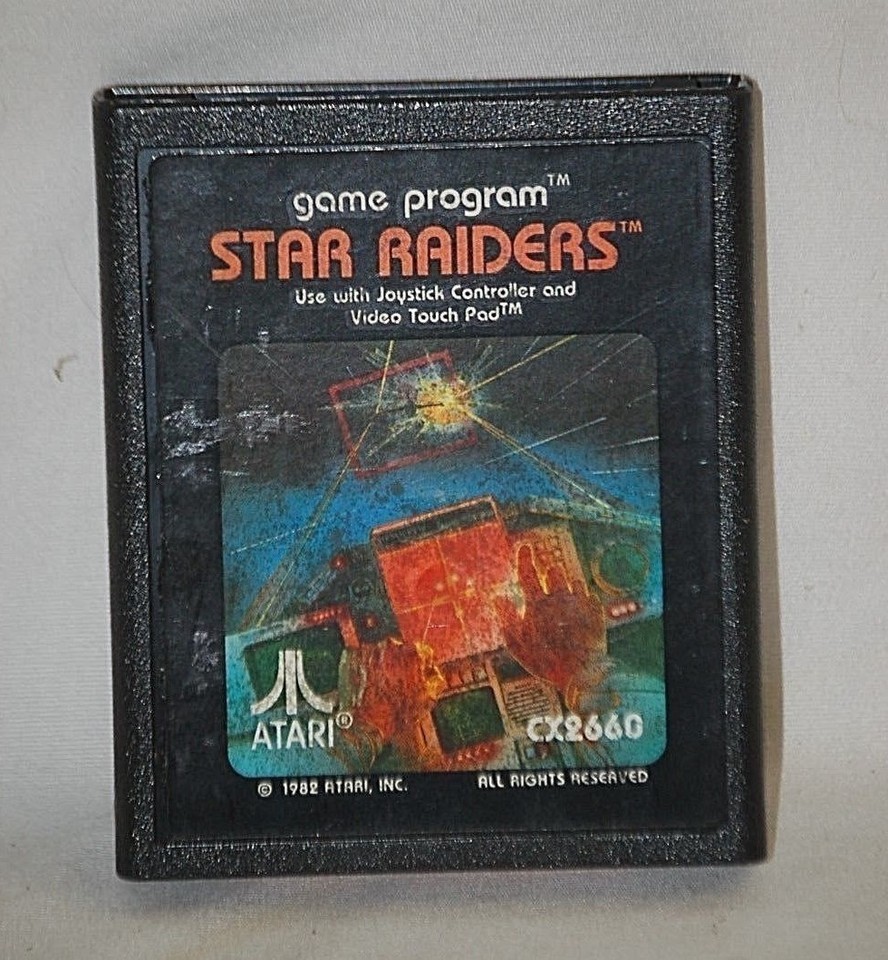 game program™
STAR RAIDERS™
Use with Joystick Controller and
Video Touch Pad™
ATARI®
CX2660
© 1982 ATARI, INC.
ALL RIGHTS RESERVED